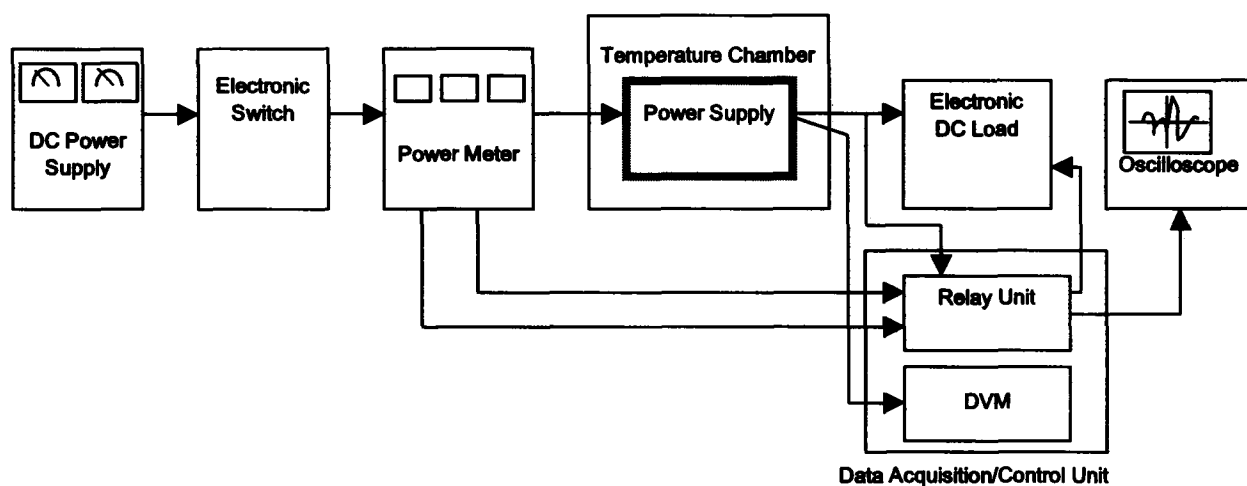 DC Power
Supply
Electronic
Switch
Power Meter
Temperature Chamber
Power Supply
Electronic
DC Load
Oscilloscope
Relay Unit
DVM
Data Acquisition/Control Unit